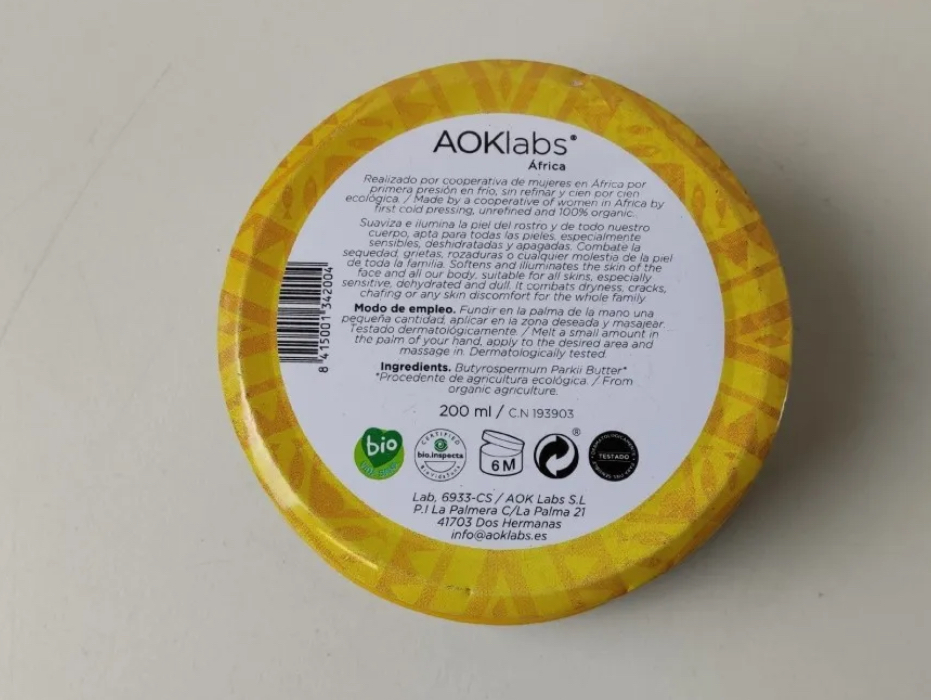 AOKlabs®
África
Realizado por cooperativa de mujeres en África por
primera presión en frío, sin refinar y cien por cien
ecológica. / Made by a cooperative of women in Africa by
first cold pressing, unrefined and 100% organic.
Suaviza e ilumina la piel del rostro y de todo nuestro
cuerpo, apta para todas las pieles, especialmente
sensibles, deshidratadas y apagadas. Combate la
sequedad, grietas, rozaduras o cualquier molestia de la piel
de toda la familia. Softens and illuminates the skin of the
face and all our body, suitable for all skins, especially
sensitive, dehydrated and dull. It combats dryness, cracks,
chafing or any skin discomfort for the whole family
Modo de empleo. Fundir en la palma de la mano una
pequeña cantidad, aplicar en la zona deseada y masajear.
Testado dermatológicamente. / Melt a small amount in
the palm of your hand, apply to the desired area and
massage in. Dermatologically tested.
Ingredients. Butyrospermum Parkii Butter*
*Procedente de agricultura ecológica. / From
organic agriculture.
200 ml / C.N 193903
8 415001 342004
bio
CERTIFIED
bio.inspecta
BioVidaSana
6 M
®
TESTADO
Lab, 6933-CS / AOK Labs S.L
P.I La Palmera C/La Palma 21
41703 Dos Hermanas
info@aoklabs.es